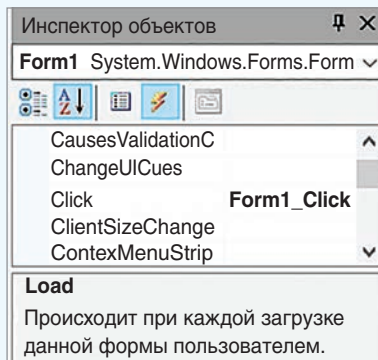 Инспектор объектов
Form1 System.Windows.Forms.Form
CausesValidationC
ChangeUICues
Click Form1_Click
ClientSizeChange
ContexMenuStrip
Load
Происходит при каждой загрузке
данной формы пользователем.